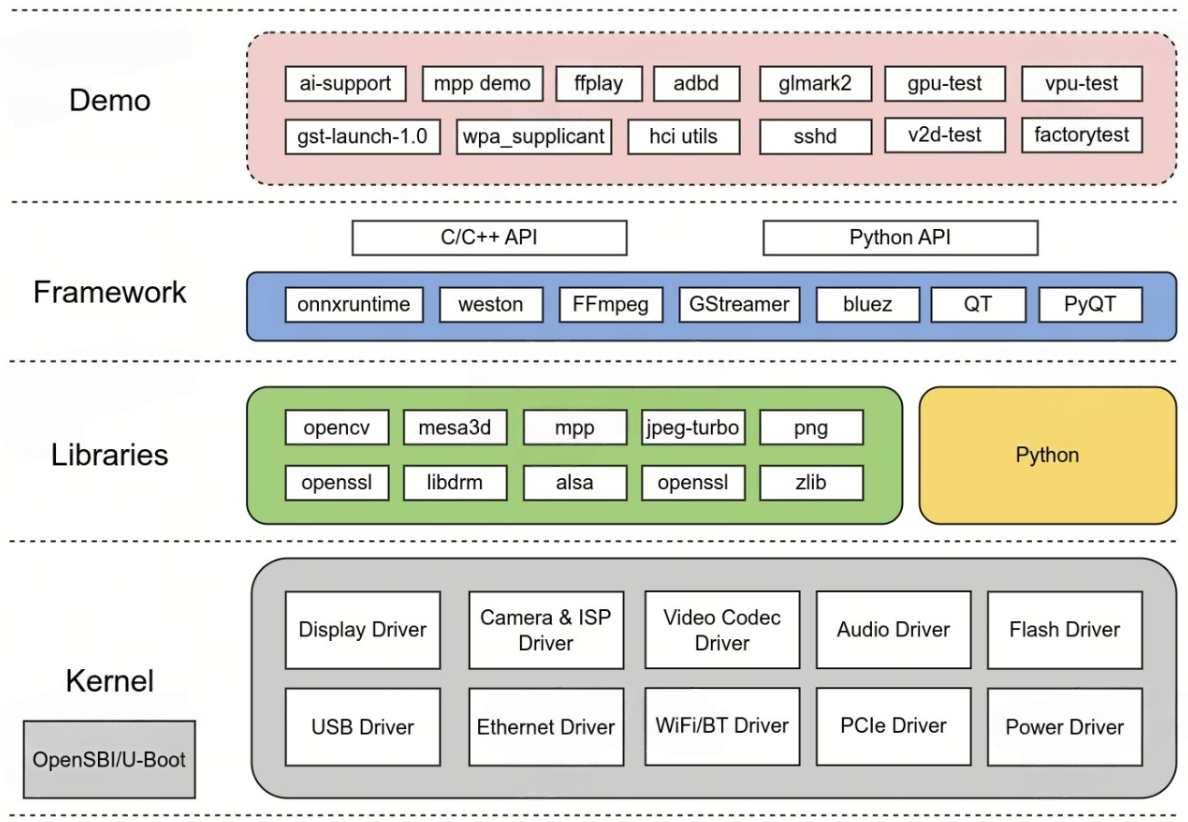 Demo
ai-support
mpp demo
ffplay
adbd
glmark2
gpu-test
vpu-test
gst-launch-1.0
wpa_supplicant
hci utils
sshd
v2d-test
factorytest
Framework
C/C++ API
Python API
onnxruntime
weston
FFmpeg
GStreamer
bluez
QT
PyQT
Libraries
opencv
mesa3d
mpp
jpeg-turbo
png
openssl
libdrm
alsa
openssl
zlib
Python
Kernel
OpenSBI/U-Boot
Display Driver
Camera & ISP
Driver
Video Codec
Driver
Audio Driver
Flash Driver
USB Driver
Ethernet Driver
WiFi/BT Driver
PCIe Driver
Power Driver